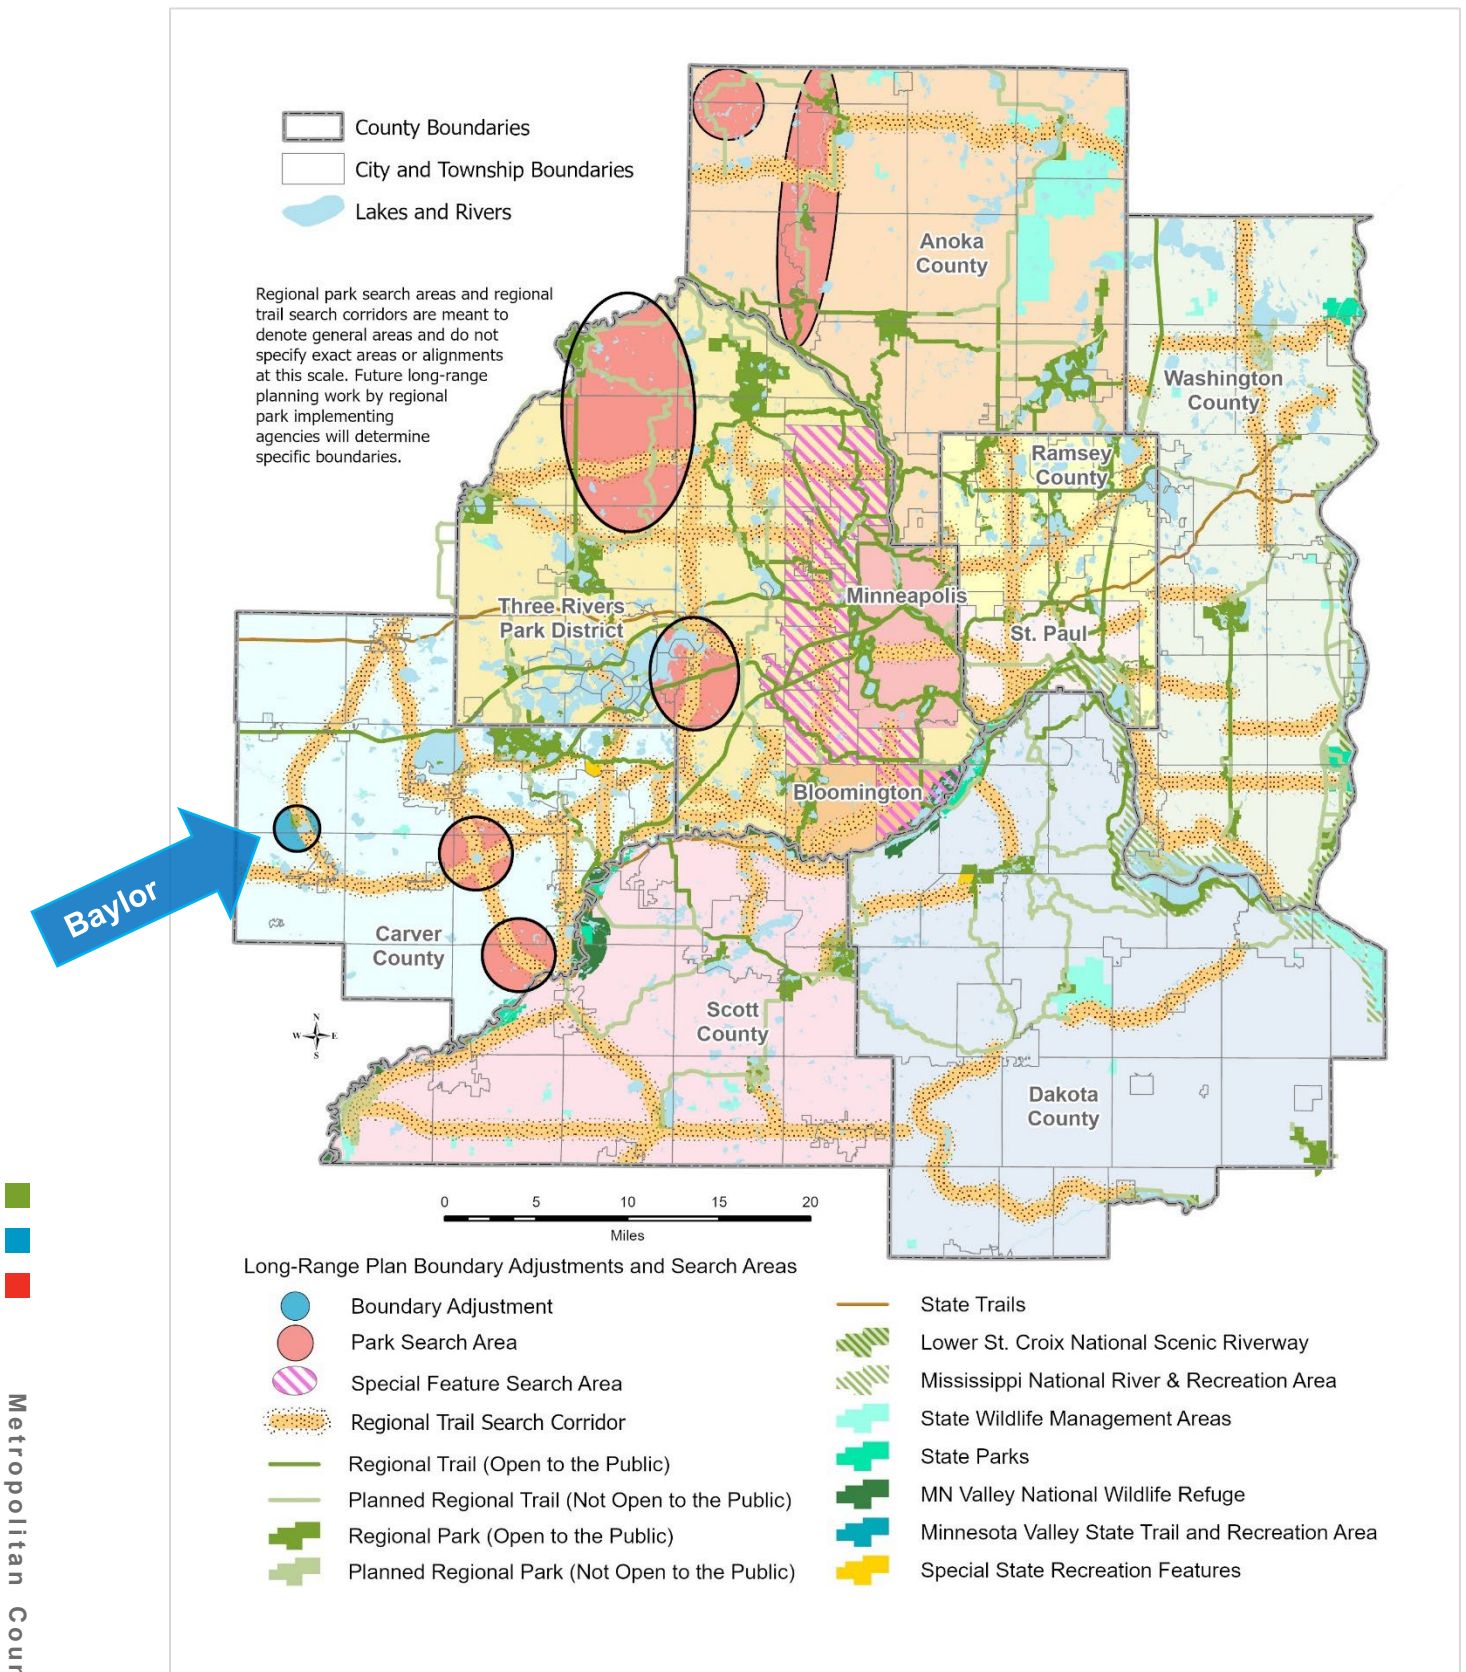 County Boundaries
City and Township Boundaries
Lakes and Rivers
Regional park search areas and regional
trail search corridors are meant to
denote general areas and do not
specify exact areas or alignments
at this scale. Future long-range
planning work by regional
park implementing
agencies will determine
specific boundaries.
Anoka
County
Washington
County
Ramsey
County
Three Rivers
Park District
Minneapolis
St. Paul
Bloomington
Baylor
Carver
County
Scott
County
Dakota
County
N
W E
S
0 5 10 15 20
Miles
Long-Range Plan Boundary Adjustments and Search Areas
Boundary Adjustment
Park Search Area
Special Feature Search Area
Regional Trail Search Corridor
Regional Trail (Open to the Public)
Planned Regional Trail (Not Open to the Public)
Regional Park (Open to the Public)
Planned Regional Park (Not Open to the Public)
State Trails
Lower St. Croix National Scenic Riverway
Mississippi National River & Recreation Area
State Wildlife Management Areas
State Parks
MN Valley National Wildlife Refuge
Minnesota Valley State Trail and Recreation Area
Special State Recreation Features
Metropolitan